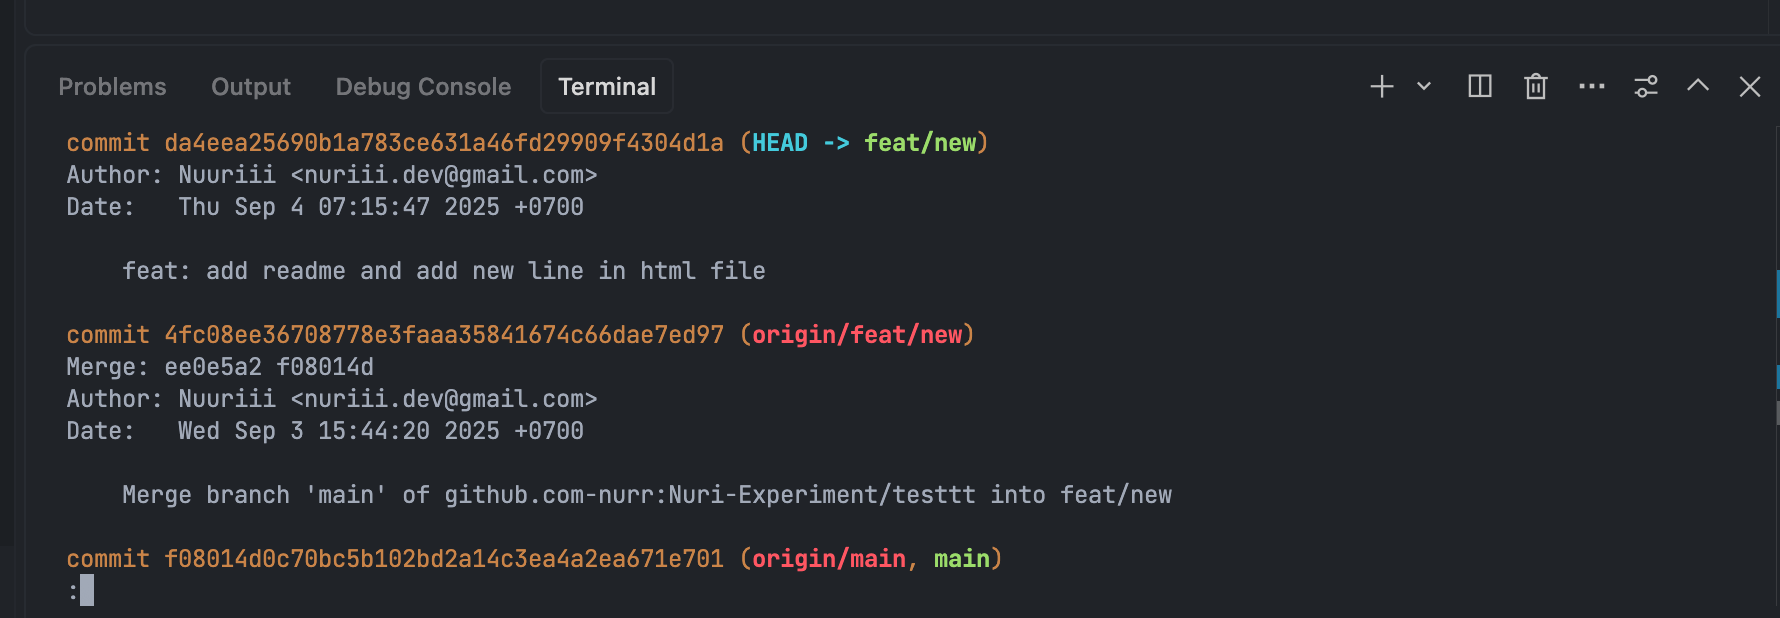 Problems Output Debug Console Terminal
commit da4eea25690b1a783ce631a46fd29909f4304d1a (HEAD -> feat/new)
Author: Nuuriii <nuriii.dev@gmail.com>
Date:   Thu Sep 4 07:15:47 2025 +0700
    feat: add readme and add new line in html file
commit 4fc08ee36708778e3faaa35841674c66dae7ed97 (origin/feat/new)
Merge: ee0e5a2 f08014d
Author: Nuuriii <nuriii.dev@gmail.com>
Date:   Wed Sep 3 15:44:20 2025 +0700
    Merge branch 'main' of github.com-nurr:Nuri-Experiment/testtt into feat/new
commit f08014d0c70bc5b102bd2a14c3ea4a2ea671e701 (origin/main, main)
: